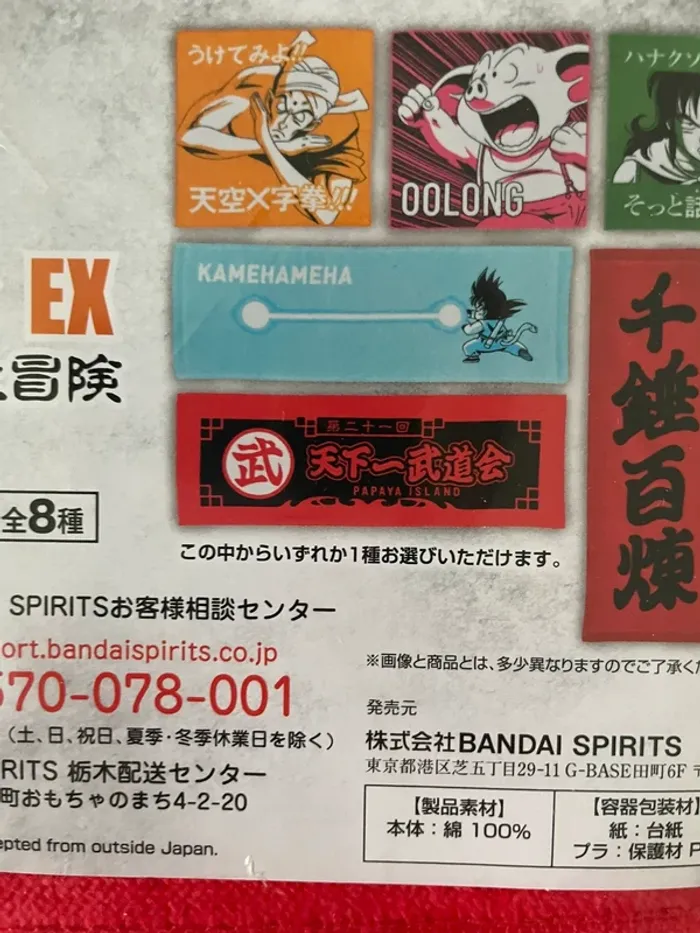 うけてみよ!!
天空X字拳!!!
OOLONG
ハナクソ
そっと話
KAMEHAMEHA
EX
冒険
第二十一回
武 天下一武道会
PAPAYA ISLAND
千錘百煉
全8種
この中からいずれか1種お選びいただけます。
SPIRITSお客様相談センター
ort.bandaispirits.co.jp
570-078-001
(土、日、祝日、夏季・冬季休業日を除く)
RITS 栃木配送センター
町おもちゃのまち4-2-20
epted from outside Japan.
※画像と商品とは、多少異なりますのでご了承くだ
発売元
株式会社BANDAI SPIRITS
東京都港区芝五丁目29-11 G-BASE田町6F 〒
【製品素材】
本体:綿 100%
【容器包装材】
紙:台紙
プラ:保護材 P